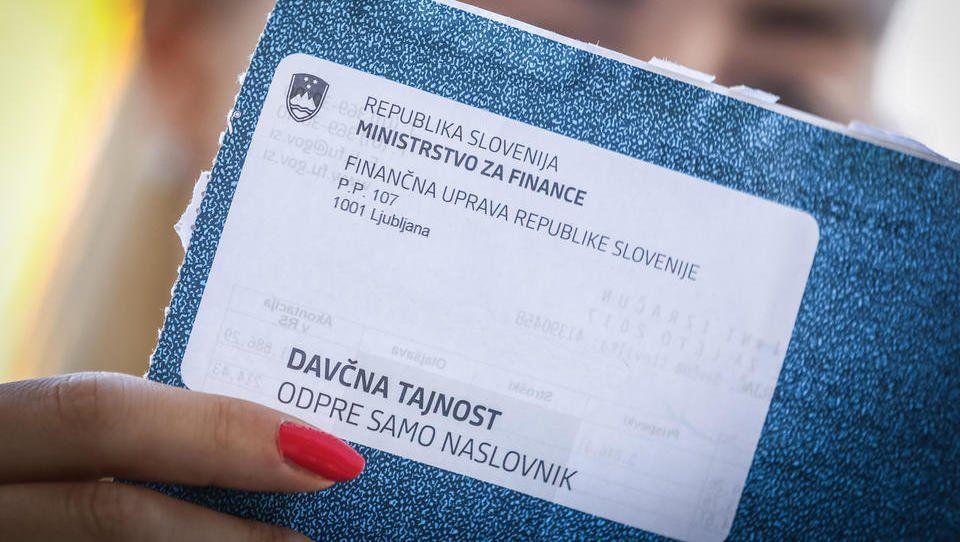 REPUBLIKA SLOVENIJA
MINISTRSTVO ZA FINANCE
FINANČNA UPRAVA REPUBLIKE SLOVENIJE
P.P. 107
1001 Ljubljana
DAVČNA TAJNOST
ODPRE SAMO NASLOVNIK